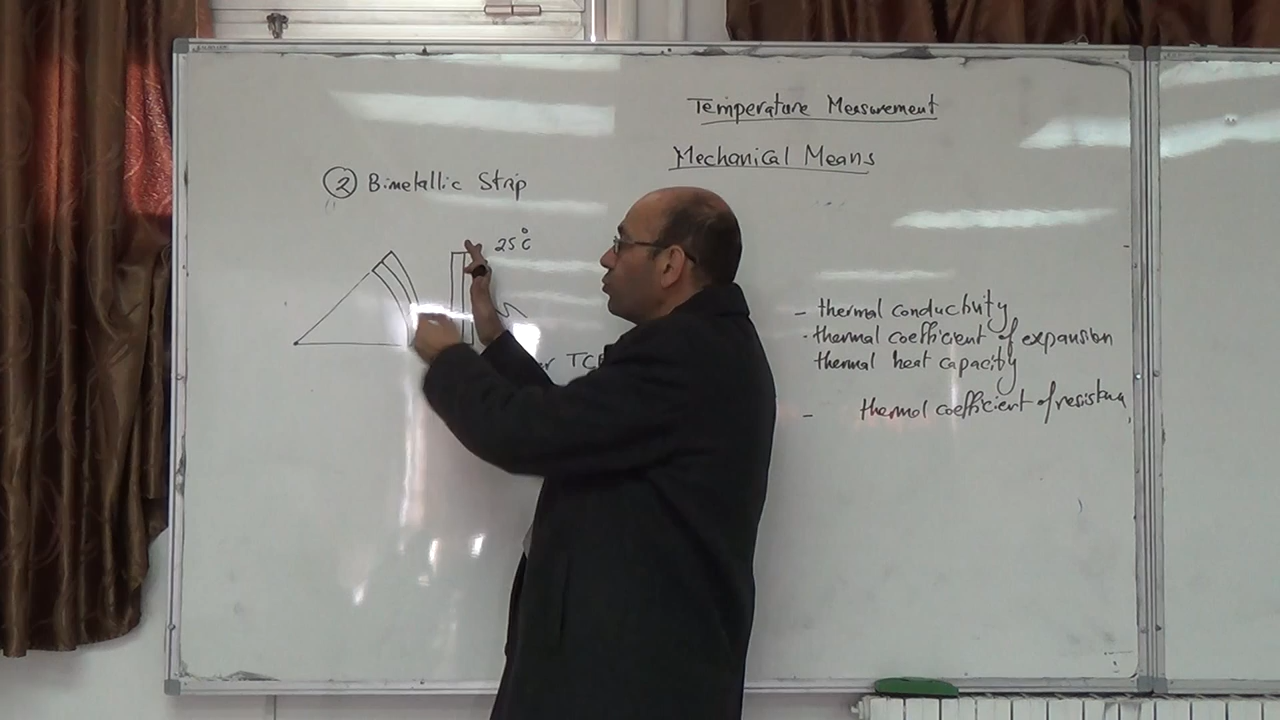 Temperature Measurement
Mechanical Means
② Bimetallic Strip
25°C
TCE
- thermal conductivity
· thermal coefficient of expansion
thermal heat capacity
- thermal coefficient of